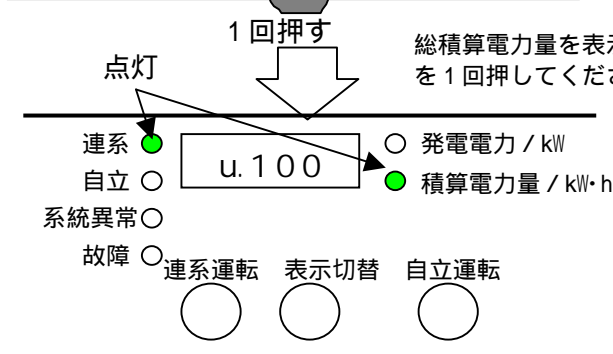 1回押す
総積算電力量を表
を1回押してくだ
点灯
連系
u.100
発電電力/kW
自立
積算電力量/kW・h
系統異常
故障
連系運転 表示切替 自立運転